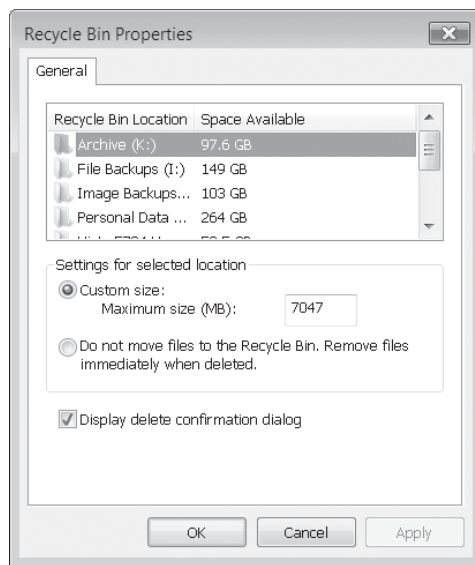 Recycle Bin Properties
General
Recycle Bin Location Space Available
Archive (K:) 97.6 GB
File Backups (I:) 149 GB
Image Backups... 103 GB
Personal Data ... 264 GB
Settings for selected location
Custom size:
Maximum size (MB): 7047
Do not move files to the Recycle Bin. Remove files
immediately when deleted.
Display delete confirmation dialog
OK Cancel Apply